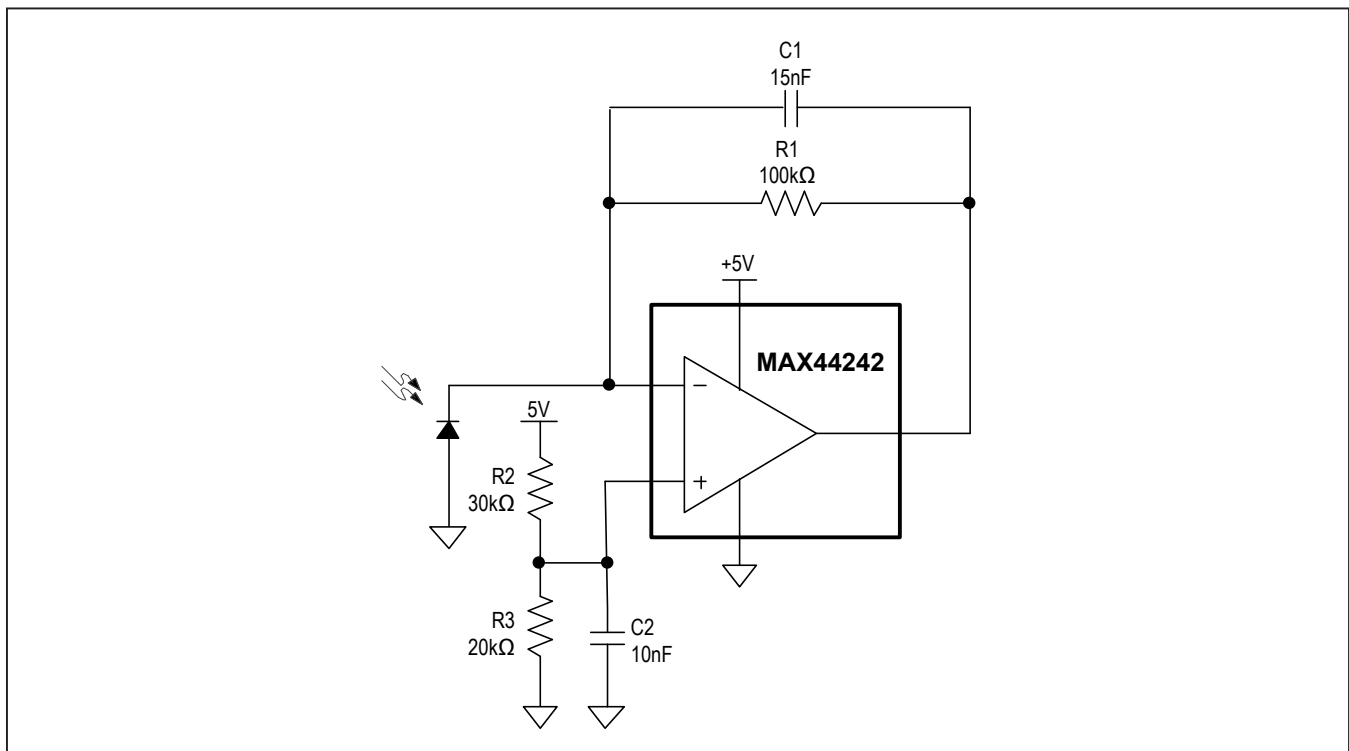 C1
15nF
R1
100kΩ
+5V
MAX44242
−
+
5V
R2
30kΩ
R3
20kΩ
C2
10nF